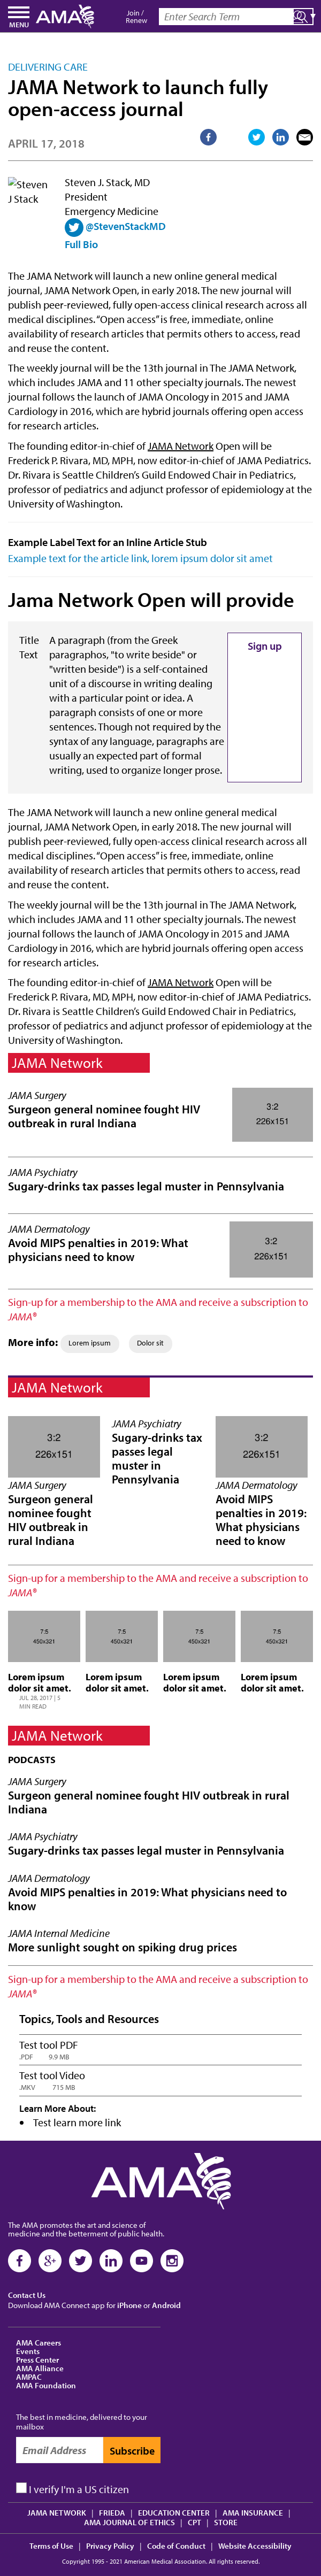 MENU
AMA
Join /
Renew
Enter Search Term
DELIVERING CARE
JAMA Network to launch fully
open-access journal
APRIL 17, 2018
Steven
J Stack
Steven J. Stack, MD
President
Emergency Medicine
@StevenStackMD
Full Bio
The JAMA Network will launch a new online general medical
journal, JAMA Network Open, in early 2018. The new journal will
publish peer-reviewed, fully open-access clinical research across all
medical disciplines. “Open access” is free, immediate, online
availability of research articles that permits others to access, read
and reuse the content.
The weekly journal will be the 13th journal in The JAMA Network,
which includes JAMA and 11 other specialty journals. The newest
journal follows the launch of JAMA Oncology in 2015 and JAMA
Cardiology in 2016, which are hybrid journals offering open access
for research articles.
The founding editor-in-chief of JAMA Network Open will be
Frederick P. Rivara, MD, MPH, now editor-in-chief of JAMA Pediatrics.
Dr. Rivara is Seattle Children’s Guild Endowed Chair in Pediatrics,
professor of pediatrics and adjunct professor of epidemiology at the
University of Washington.
Example Label Text for an Inline Article Stub
Example text for the article link, lorem ipsum dolor sit amet
Jama Network Open will provide
Title
Text
A paragraph (from the Greek
paragraphos, "to write beside" or
"written beside") is a self-contained
unit of a discourse in writing dealing
with a particular point or idea. A
paragraph consists of one or more
sentences. Though not required by the
syntax of any language, paragraphs are
usually an expected part of formal
writing, used to organize longer prose.
Sign up
The JAMA Network will launch a new online general medical
journal, JAMA Network Open, in early 2018. The new journal will
publish peer-reviewed, fully open-access clinical research across all
medical disciplines. “Open access” is free, immediate, online
availability of research articles that permits others to access, read
and reuse the content.
The weekly journal will be the 13th journal in The JAMA Network,
which includes JAMA and 11 other specialty journals. The newest
journal follows the launch of JAMA Oncology in 2015 and JAMA
Cardiology in 2016, which are hybrid journals offering open access
for research articles.
The founding editor-in-chief of JAMA Network Open will be
Frederick P. Rivara, MD, MPH, now editor-in-chief of JAMA Pediatrics.
Dr. Rivara is Seattle Children’s Guild Endowed Chair in Pediatrics,
professor of pediatrics and adjunct professor of epidemiology at the
University of Washington.
JAMA Network
JAMA Surgery
Surgeon general nominee fought HIV
outbreak in rural Indiana
3:2
226x151
JAMA Psychiatry
Sugary-drinks tax passes legal muster in Pennsylvania
JAMA Dermatology
Avoid MIPS penalties in 2019: What
physicians need to know
3:2
226x151
Sign-up for a membership to the AMA and receive a subscription to
JAMA®
More info: Lorem ipsum Dolor sit
JAMA Network
3:2
226x151
JAMA Surgery
Surgeon general
nominee fought
HIV outbreak in
rural Indiana
JAMA Psychiatry
Sugary-drinks tax
passes legal
muster in
Pennsylvania
3:2
226x151
JAMA Dermatology
Avoid MIPS
penalties in 2019:
What physicians
need to know
Sign-up for a membership to the AMA and receive a subscription to
JAMA®
7:5
450x321
Lorem ipsum
dolor sit amet.
JUL 28, 2017 | 5
MIN READ
7:5
450x321
Lorem ipsum
dolor sit amet.
7:5
450x321
Lorem ipsum
dolor sit amet.
7:5
450x321
Lorem ipsum
dolor sit amet.
JAMA Network
PODCASTS
JAMA Surgery
Surgeon general nominee fought HIV outbreak in rural
Indiana
JAMA Psychiatry
Sugary-drinks tax passes legal muster in Pennsylvania
JAMA Dermatology
Avoid MIPS penalties in 2019: What physicians need to
know
JAMA Internal Medicine
More sunlight sought on spiking drug prices
Sign-up for a membership to the AMA and receive a subscription to
JAMA®
Topics, Tools and Resources
Test tool PDF
.PDF 9.9 MB
Test tool Video
.MKV 715 MB
Learn More About:
Test learn more link
AMA
The AMA promotes the art and science of
medicine and the betterment of public health.
Contact Us
Download AMA Connect app for iPhone or Android
AMA Careers
Events
Press Center
AMA Alliance
AMPAC
AMA Foundation
The best in medicine, delivered to your
mailbox
Email Address
Subscribe
I verify I'm a US citizen
JAMA NETWORK | FRIEDA | EDUCATION CENTER | AMA INSURANCE |
AMA JOURNAL OF ETHICS | CPT | STORE
Terms of Use | Privacy Policy | Code of Conduct | Website Accessibility
Copyright 1995 - 2021 American Medical Association. All rights reserved.